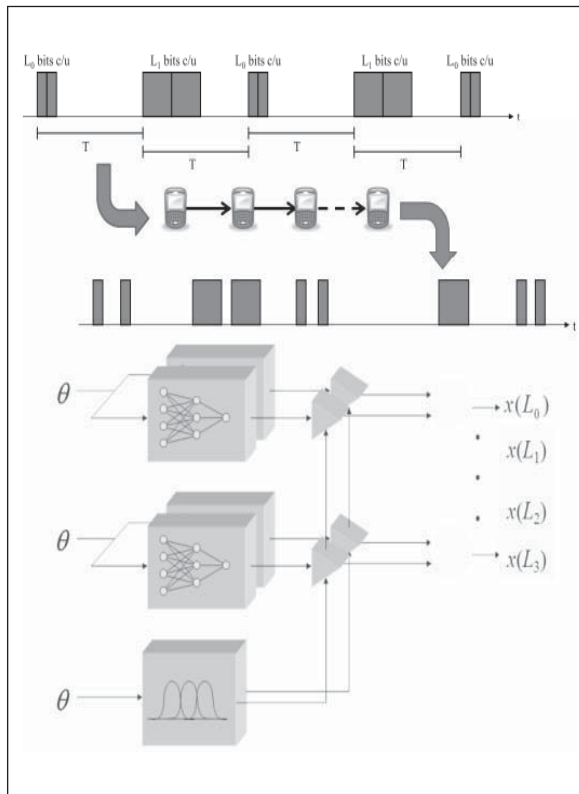 L₀ bits c/u L₁ bits c/u L₀ bits c/u L₁ bits c/u L₀ bits c/u
t
T T
T T
t
θ
x(L₀)
x(L₁)
θ
x(L₂)
x(L₃)
θ